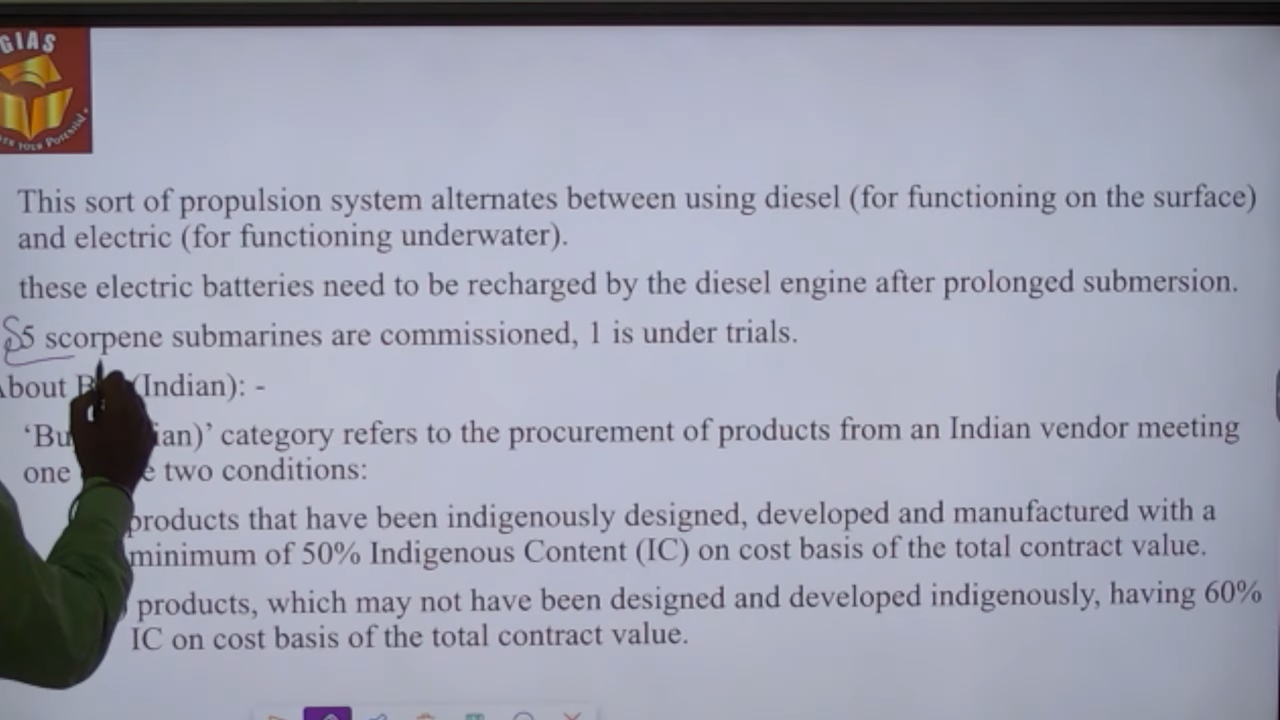 GIAS
Your Potential
This sort of propulsion system alternates between using diesel (for functioning on the surface)
and electric (for functioning underwater).
these electric batteries need to be recharged by the diesel engine after prolonged submersion.
5 scorpene submarines are commissioned, 1 is under trials.
About (Indian): -
category refers to the procurement of products from an Indian vendor meeting
one two conditions:
products that have been indigenously designed, developed and manufactured with a
minimum of 50% Indigenous Content (IC) on cost basis of the total contract value.
products, which may not have been designed and developed indigenously, having 60%
IC on cost basis of the total contract value.